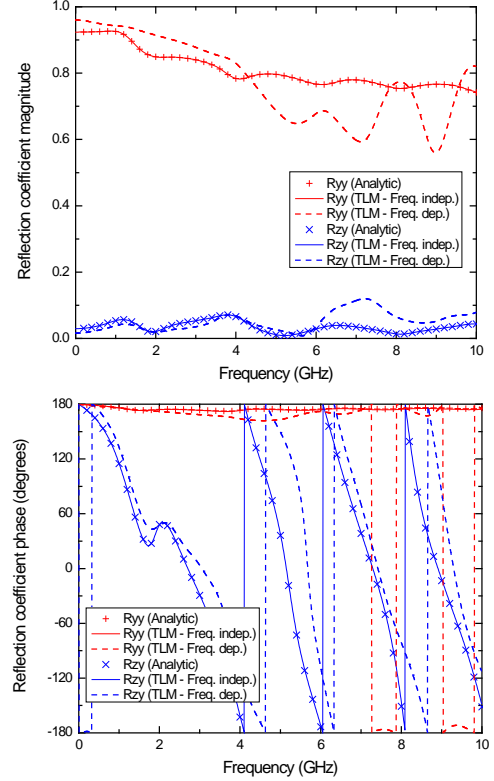 1.0
0.8
0.6
0.4
0.2
0.0
Reflection coefficient magnitude
Ryy (Analytic)
Ryy (TLM - Freq. indep.)
Ryy (TLM - Freq. dep.)
Rzy (Analytic)
Rzy (TLM - Freq. indep.)
Rzy (TLM - Freq. dep.)
0 2 4 6 8 10
Frequency (GHz)
180
120
60
0
-60
-120
-180
Reflection coefficient phase (degrees)
Ryy (Analytic)
Ryy (TLM - Freq. indep.)
Ryy (TLM - Freq. dep.)
Rzy (Analytic)
Rzy (TLM - Freq. indep.)
Rzy (TLM - Freq. dep.)
0 2 4 6 8 10
Frequency (GHz)